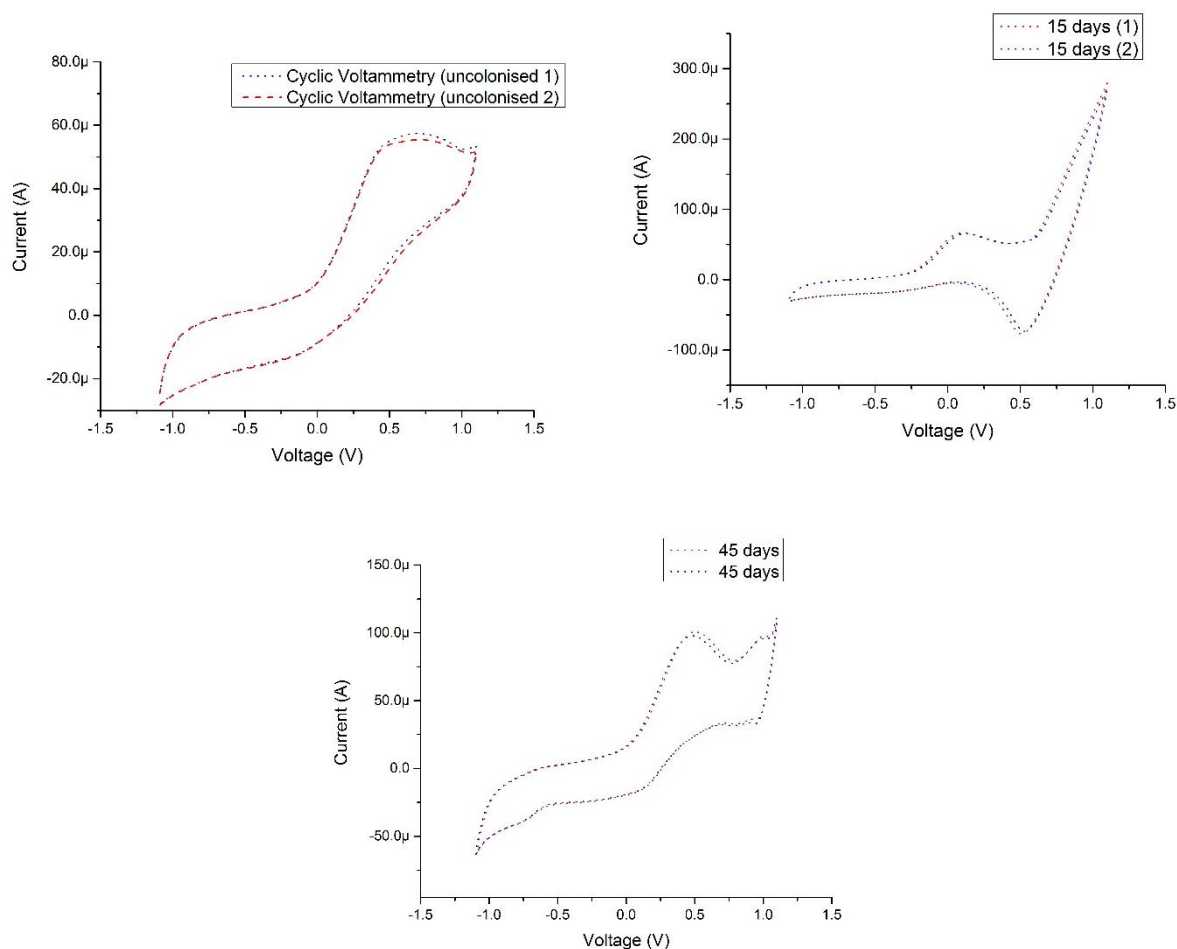 80.0µ
60.0µ
40.0µ
20.0µ
0.0
-20.0µ
Current (A)
Cyclic Voltammetry (uncolonised 1)
Cyclic Voltammetry (uncolonised 2)
-1.5 -1.0 -0.5 0.0 0.5 1.0 1.5
Voltage (V)
15 days (1)
15 days (2)
300.0µ
200.0µ
100.0µ
0.0
-100.0µ
Current (A)
-1.5 -1.0 -0.5 0.0 0.5 1.0 1.5
Voltage (V)
45 days
45 days
150.0µ
100.0µ
50.0µ
0.0
-50.0µ
Current (A)
-1.5 -1.0 -0.5 0.0 0.5 1.0 1.5
Voltage (V)